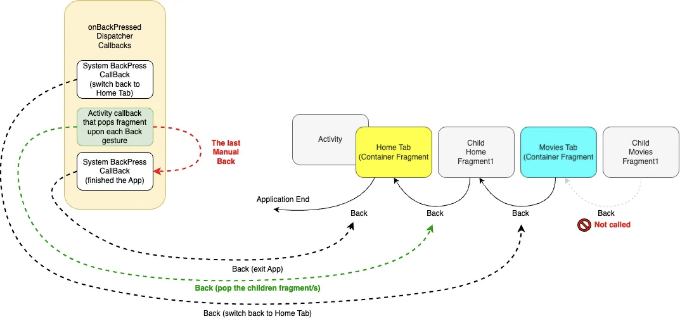 onBackPressed
Dispatcher
Callbacks
System BackPress
CallBack
(switch back to
Home Tab)
Activity callback
that pops fragment
upon each Back
gesture
System BackPress
CallBack
(finished the App)
The last
Manual
Back
Activity
Home Tab
(Container Fragment
Child
Home
Fragment1
Movies Tab
(Container Fragment
Child
Movies
Fragment1
Application End
Back
Back
Back
Back
Not called
Back (exit App)
Back (pop the children fragment/s)
Back (switch back to Home Tab)